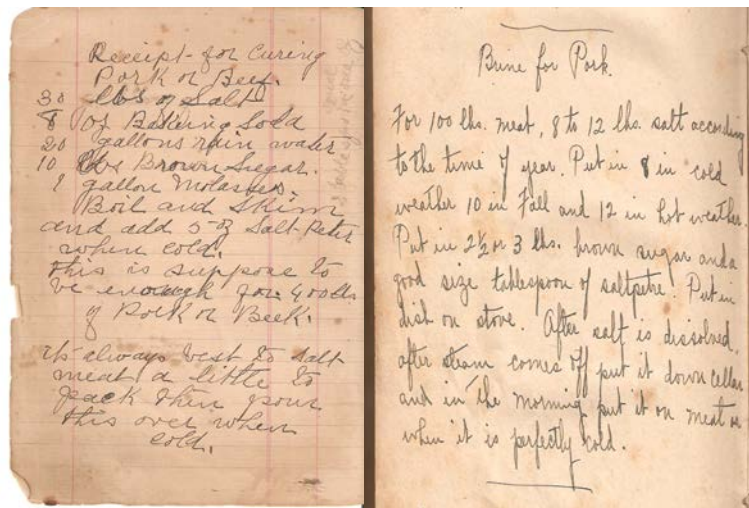 Receipt for Curing
Pork or Beef.
30 lbs of Salt
8 oz Baking Soda
20 gallons rain water
10 lbs Brown Sugar.
1 gallon Molasses.
Boil and Skim
and add 5 oz Salt Peter
when cold.
this is suppose to
be enough for 400 lbs
of Pork or Beek.
it's always best to salt
meat a little to
pack then pour
this over when
cold.
Brine for Pork.
For 100 lbs. meat, 8 to 12 lbs. salt according
to the time of year. Put in 8 in cold
weather 10 in Fall and 12 in hot weather.
Put in 2½ or 3 lbs. brown sugar and a
good size tablespoon of saltpetre. Put in
dish on stove. After salt is dissolved,
after steam comes off put it down cellar
and in the morning put it on meat or
when it is perfectly cold.